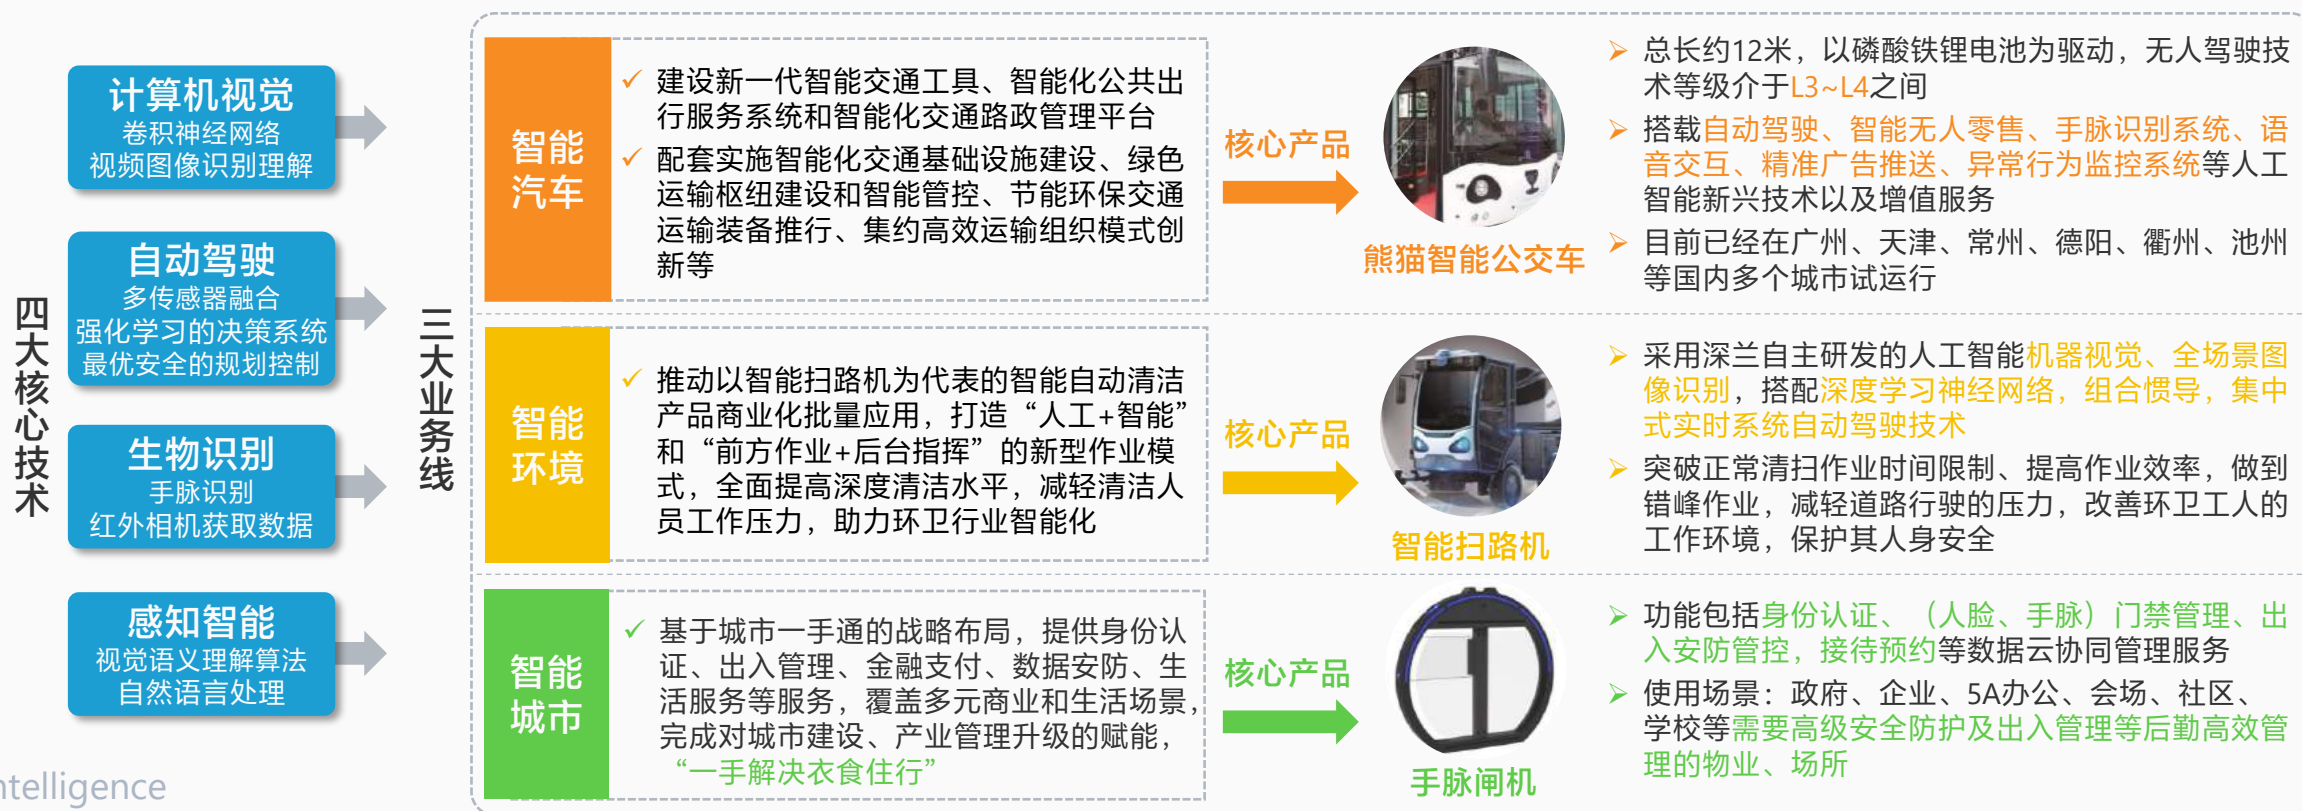 四大核心技术
计算机视觉
卷积神经网络
视频图像识别理解
自动驾驶
多传感器融合
强化学习的决策系统
最优安全的规划控制
生物识别
手脉识别
红外相机获取数据
感知智能
视觉语义理解算法
自然语言处理
三大业务线
智能
汽车
✓ 建设新一代智能交通工具、智能化公共出
行服务系统和智能化交通路政管理平台
✓ 配套实施智能化交通基础设施建设、绿色
运输枢纽建设和智能管控、节能环保交通
运输装备推行、集约高效运输组织模式创
新等
核心产品
熊猫智能公交车
➢ 总长约12米，以磷酸铁锂电池为驱动，无人驾驶技
术等级介于L3~L4之间
➢ 搭载自动驾驶、智能无人零售、手脉识别系统、语
音交互、精准广告推送、异常行为监控系统等人工
智能新兴技术以及增值服务
➢ 目前已经在广州、天津、常州、德阳、衢州、池州
等国内多个城市试运行
智能
环境
✓ 推动以智能扫路机为代表的智能自动清洁
产品商业化批量应用，打造“人工+智能”
和“前方作业+后台指挥”的新型作业模
式，全面提高深度清洁水平，减轻清洁人
员工作压力，助力环卫行业智能化
核心产品
智能扫路机
➢ 采用深兰自主研发的人工智能机器视觉、全场景图
像识别，搭配深度学习神经网络，组合惯导，集中
式实时系统自动驾驶技术
➢ 突破正常清扫作业时间限制、提高作业效率，做到
错峰作业，减轻道路行驶的压力，改善环卫工人的
工作环境，保护其人身安全
智能
城市
✓ 基于城市一手通的战略布局，提供身份认
证、出入管理、金融支付、数据安防、生
活服务等服务，覆盖多元商业和生活场景，
完成对城市建设、产业管理升级的赋能，
“一手解决衣食住行”
核心产品
手脉闸机
➢ 功能包括身份认证、（人脸、手脉）门禁管理、出
入安防管控，接待预约等数据云协同管理服务
➢ 使用场景：政府、企业、5A办公、会场、社区、
学校等需要高级安全防护及出入管理等后勤高效管
理的物业、场所
ntelligence